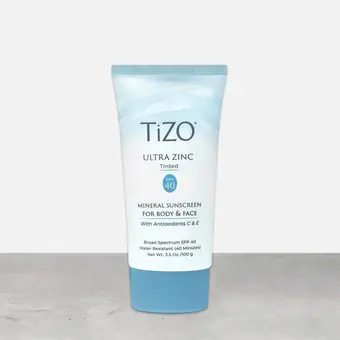 TiZO®
ULTRA ZINC
Tinted
SPF
40
MINERAL SUNSCREEN
FOR BODY & FACE
With Antioxidants C & E
Broad Spectrum SPF 40
Water Resistant (40 Minutes)
Net Wt. 3.5 Oz./100 g